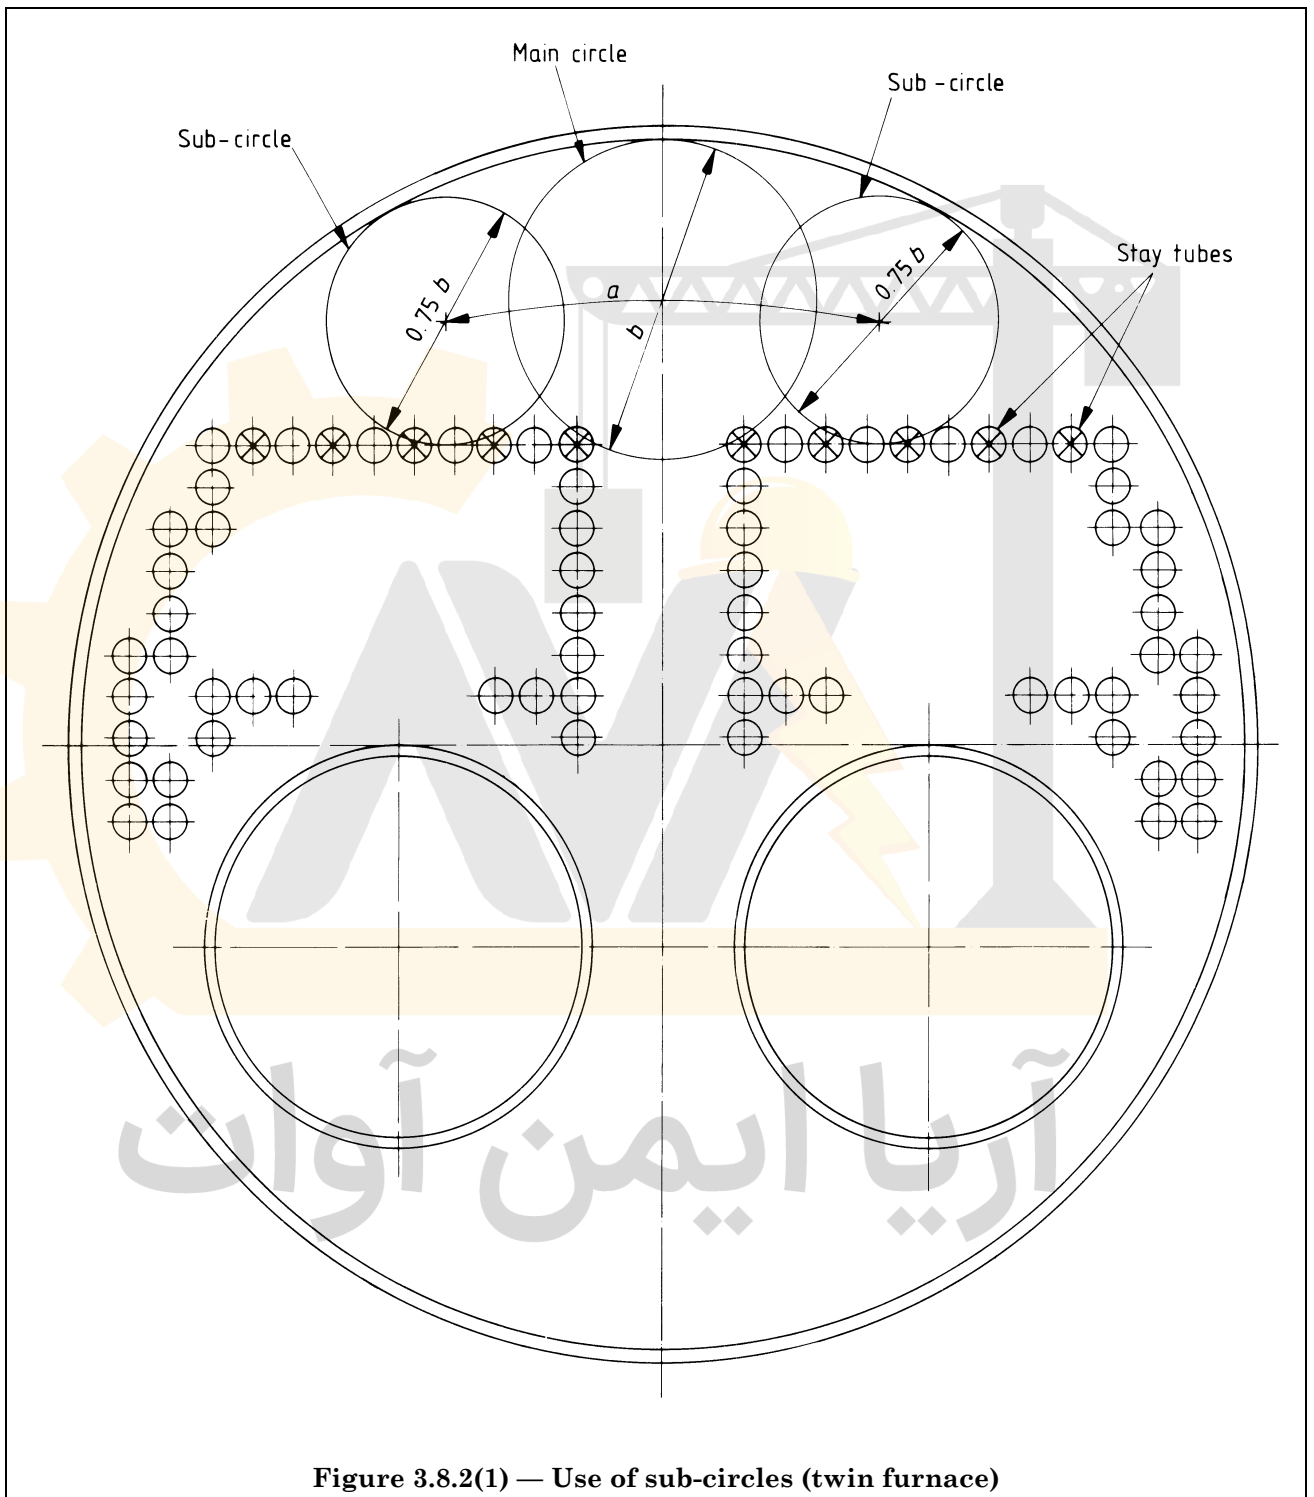 Main circle
Sub-circle
Sub-circle
Stay tubes
0.75 b
a
b
0.75 b
آریا ایمن آوات
Figure 3.8.2(1) — Use of sub-circles (twin furnace)